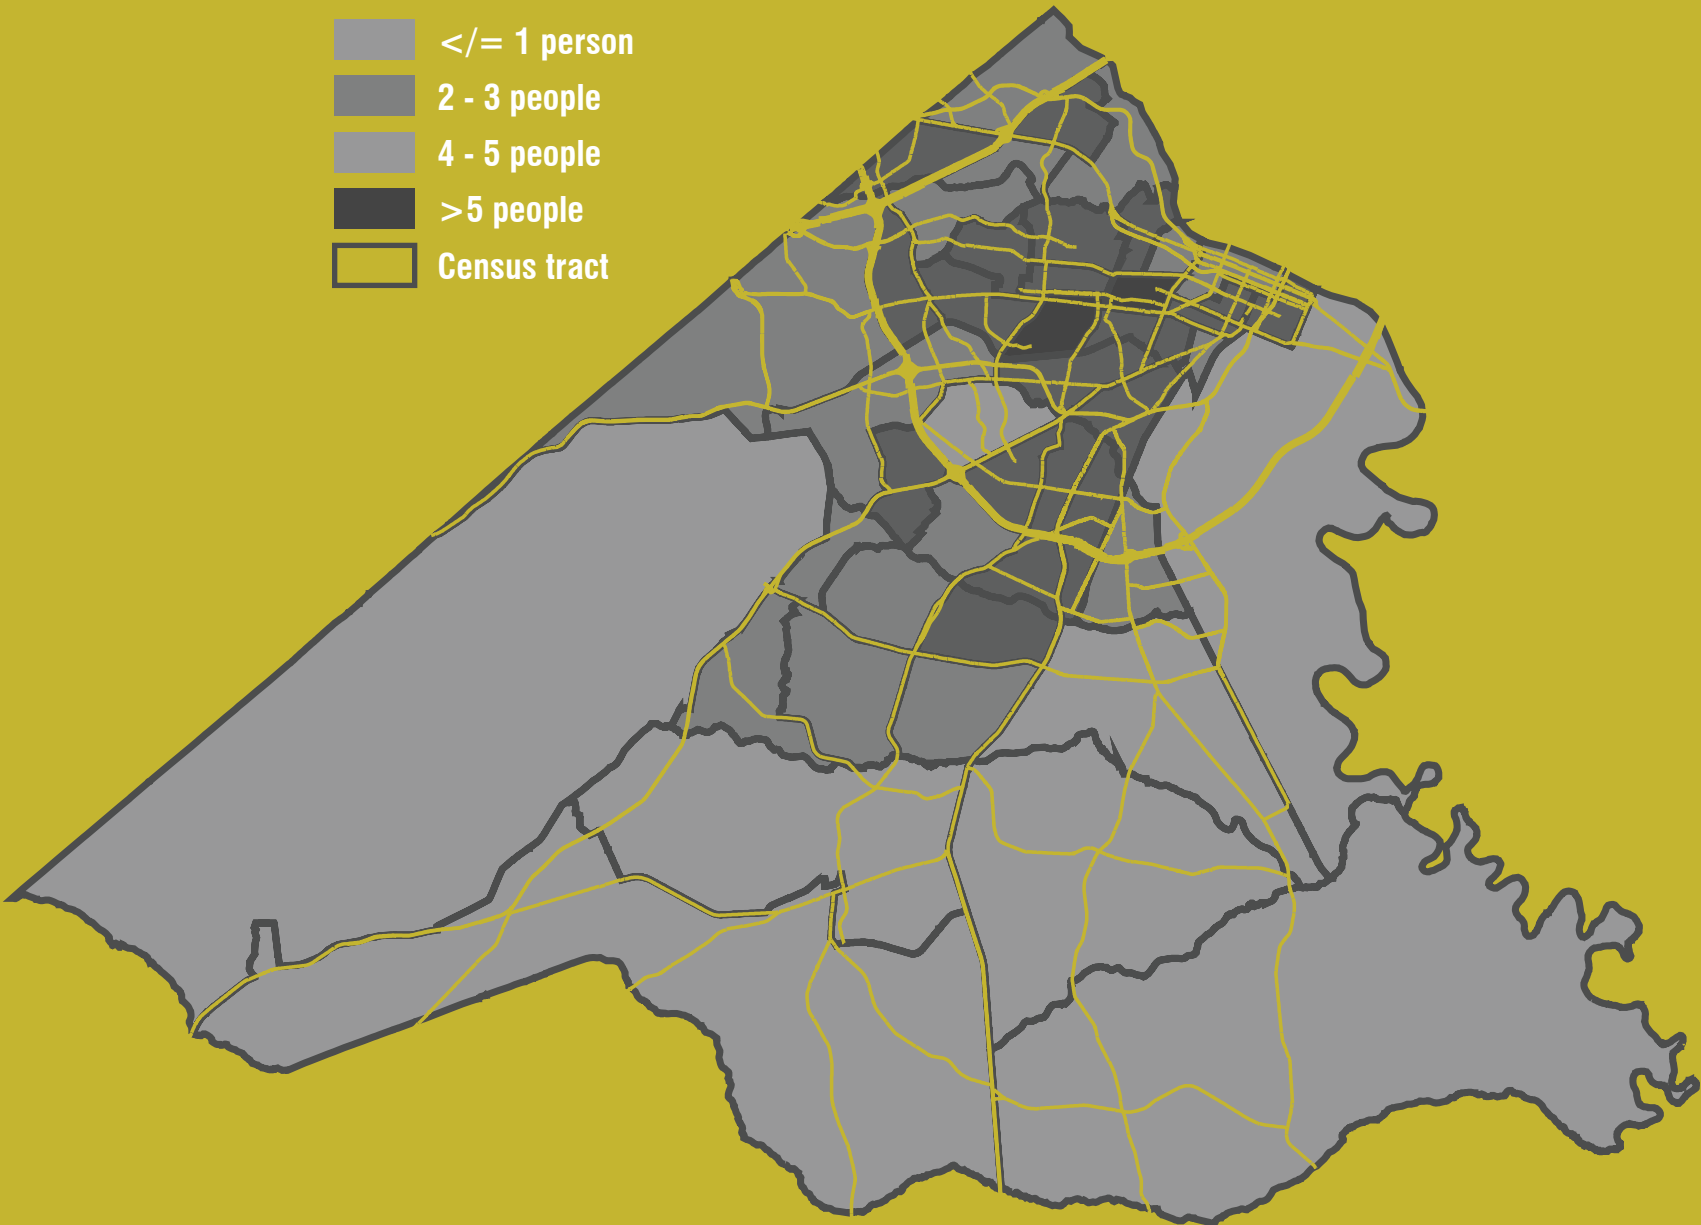 </= 1 person
2 - 3 people
4 - 5 people
>5 people
Census tract